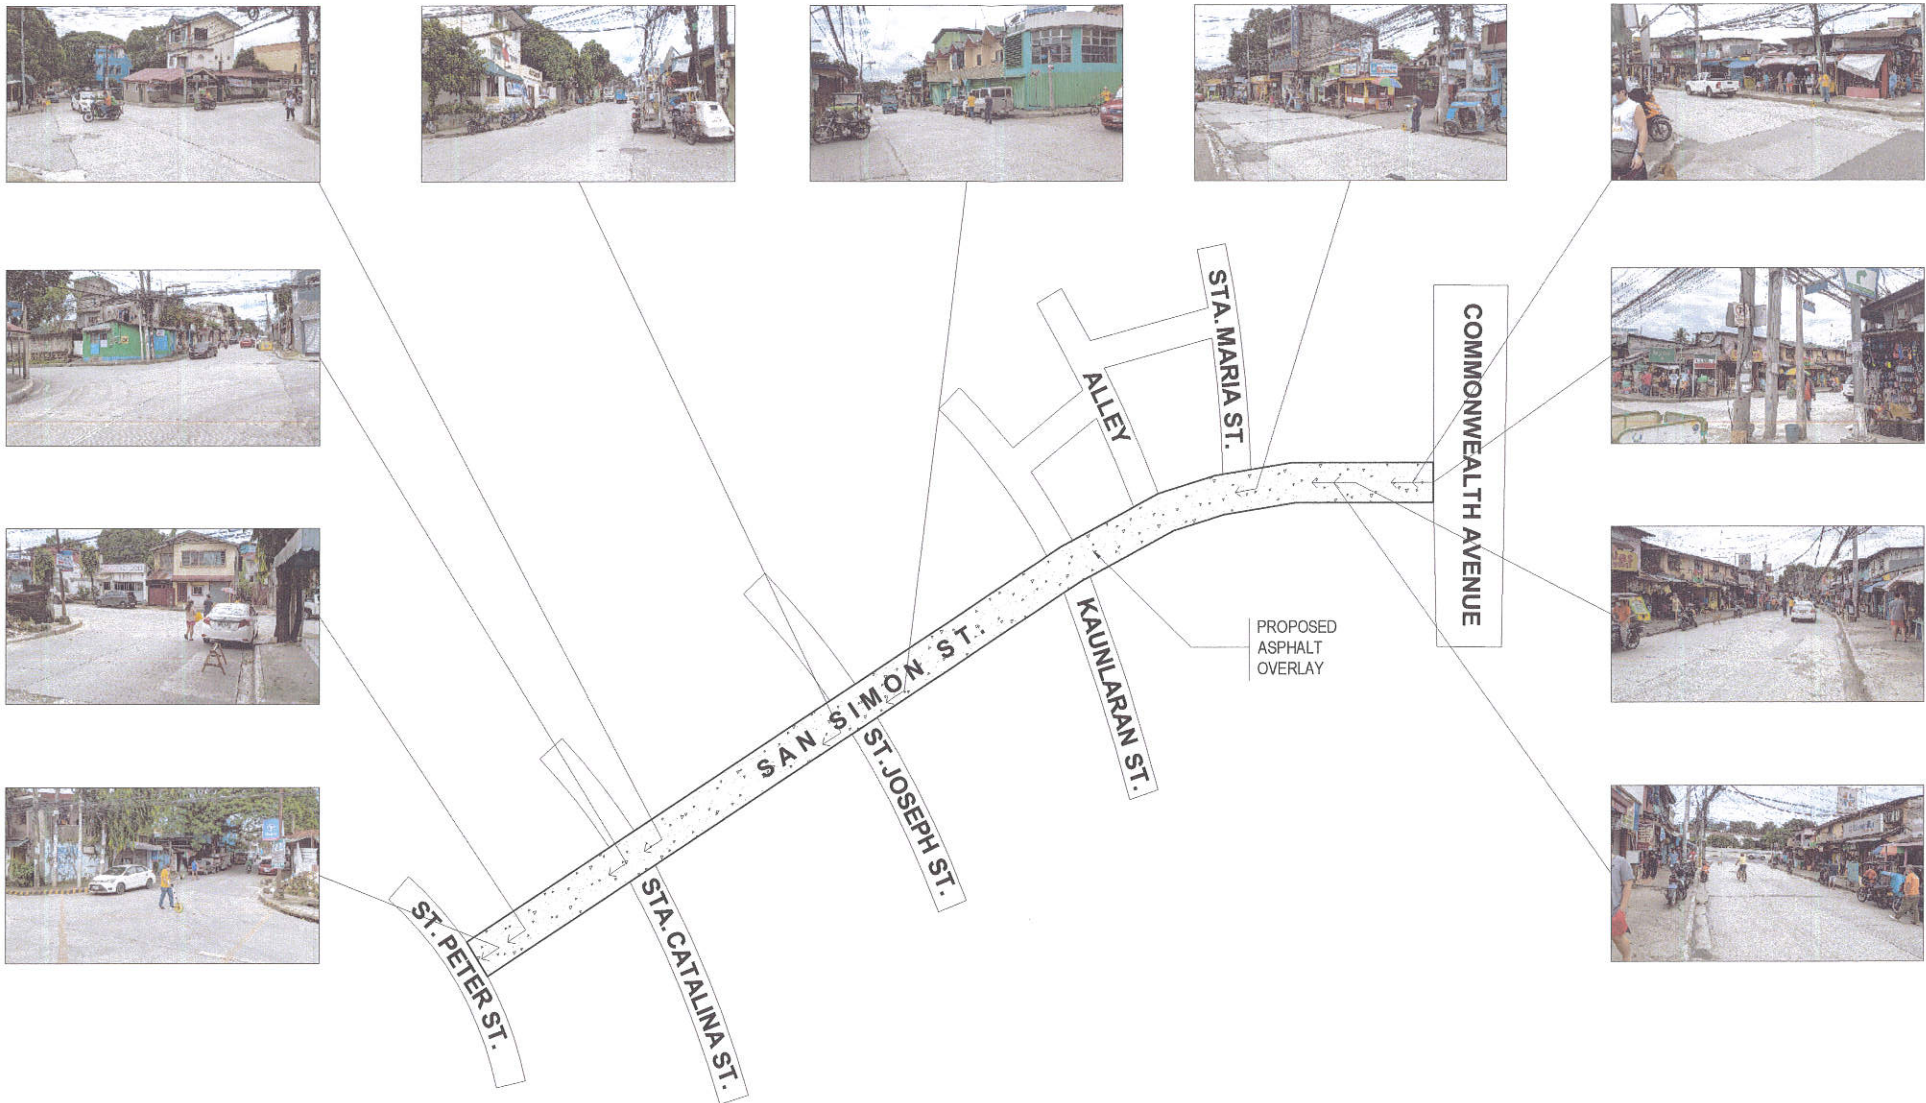 STA. MARIA ST.
COMMONWEALTH AVENUE
ALLEY
PROPOSED
ASPHALT
OVERLAY
KAUNLARAN ST.
SAN SIMON ST.
ST. JOSEPH ST.
STA. CATALINA ST.
ST. PETER ST.